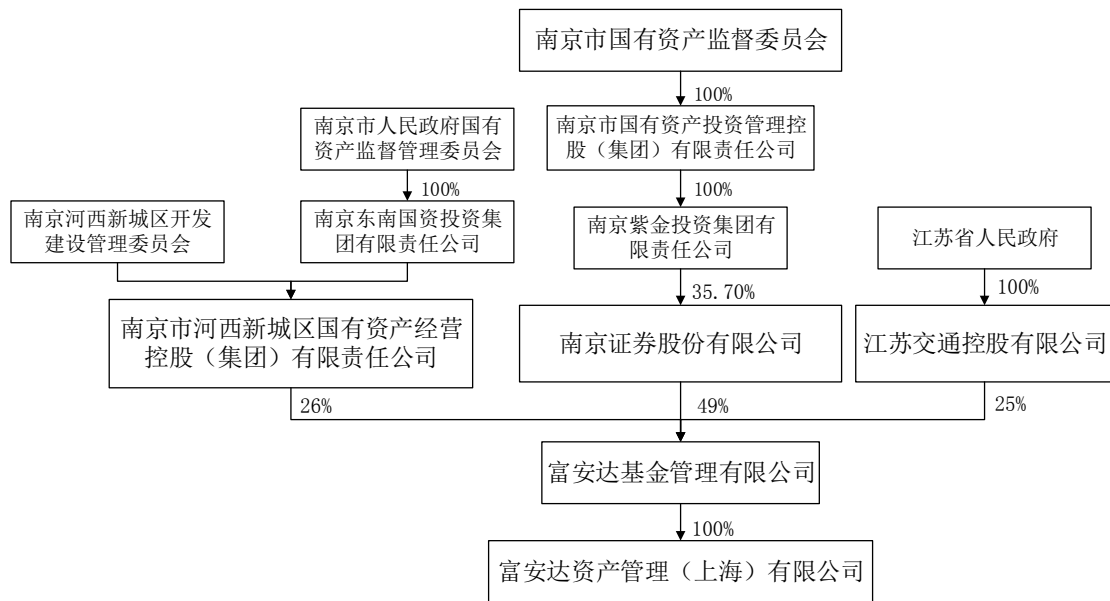 南京市国有资产监督委员会
100%
南京市人民政府国有
资产监督管理委员会
南京市国有资产投资管理控
股（集团）有限责任公司
100%
100%
南京河西新城区开发
建设管理委员会
南京东南国资投资集
团有限责任公司
南京紫金投资集团有
限责任公司
江苏省人民政府
35.70%
100%
南京市河西新城区国有资产经营
控股（集团）有限责任公司
南京证券股份有限公司
江苏交通控股有限公司
26%
49%
25%
富安达基金管理有限公司
100%
富安达资产管理（上海）有限公司